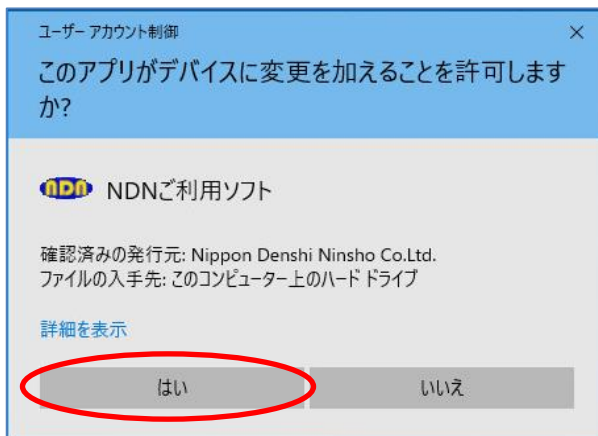 ユーザー アカウント制御
このアプリがデバイスに変更を加えることを許可します
か?
NDN NDNご利用ソフト
確認済みの発行元: Nippon Denshi Ninsho Co.Ltd.
ファイルの入手先: このコンピューター上のハード ドライブ
詳細を表示
はい いいえ